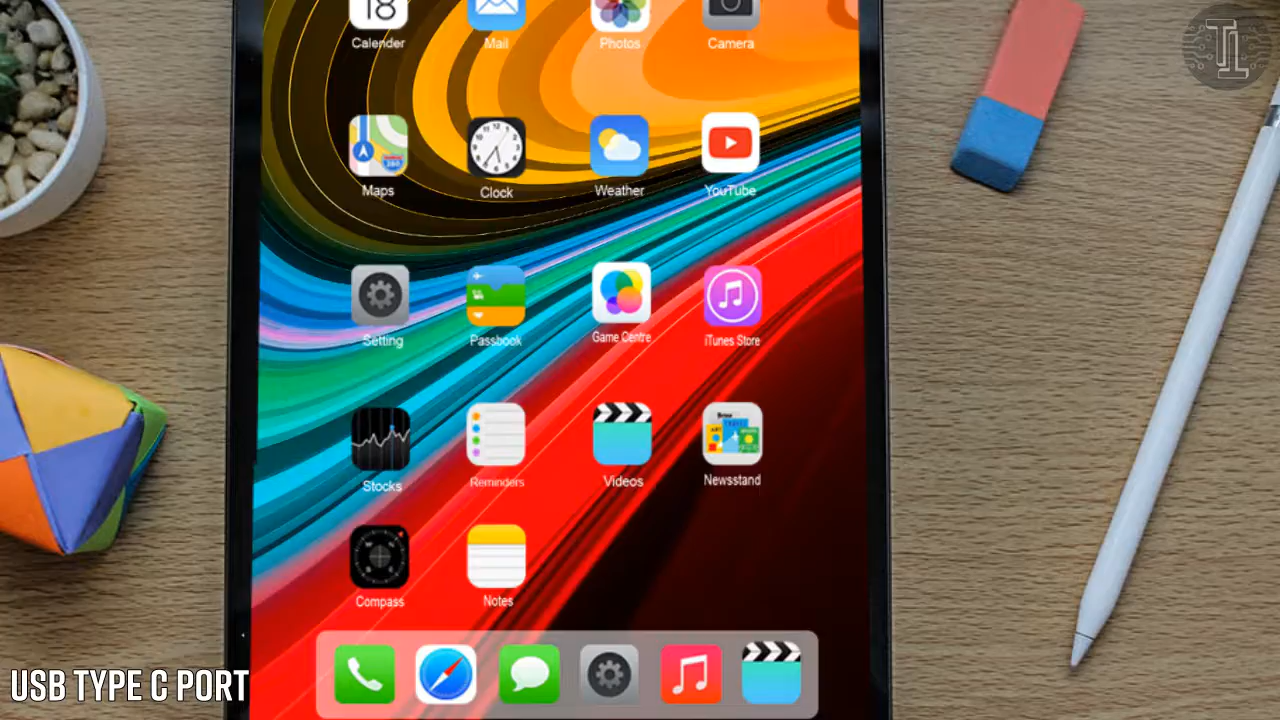 18
Calender
Mail
Photos
Camera
Maps
Clock
Weather
YouTube
Setting
Passbook
Game Centre
iTunes Store
Stocks
Reminders
Videos
Newsstand
Compass
Notes
USB TYPE C PORT